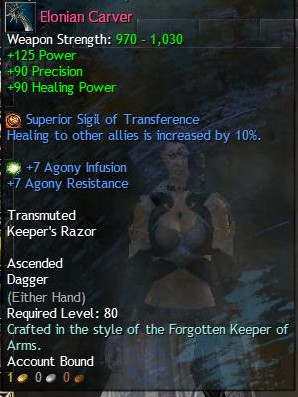 Elonian Carver
Weapon Strength: 970 - 1,030
+125 Power
+90 Precision
+90 Healing Power
Superior Sigil of Transference
Healing to other allies is increased by 10%.
+7 Agony Infusion
+7 Agony Resistance
Transmuted
Keeper's Razor
Ascended
Dagger
(Either Hand)
Required Level: 80
Crafted in the style of the Forgotten Keeper of
Arms.
Account Bound
1 0 0